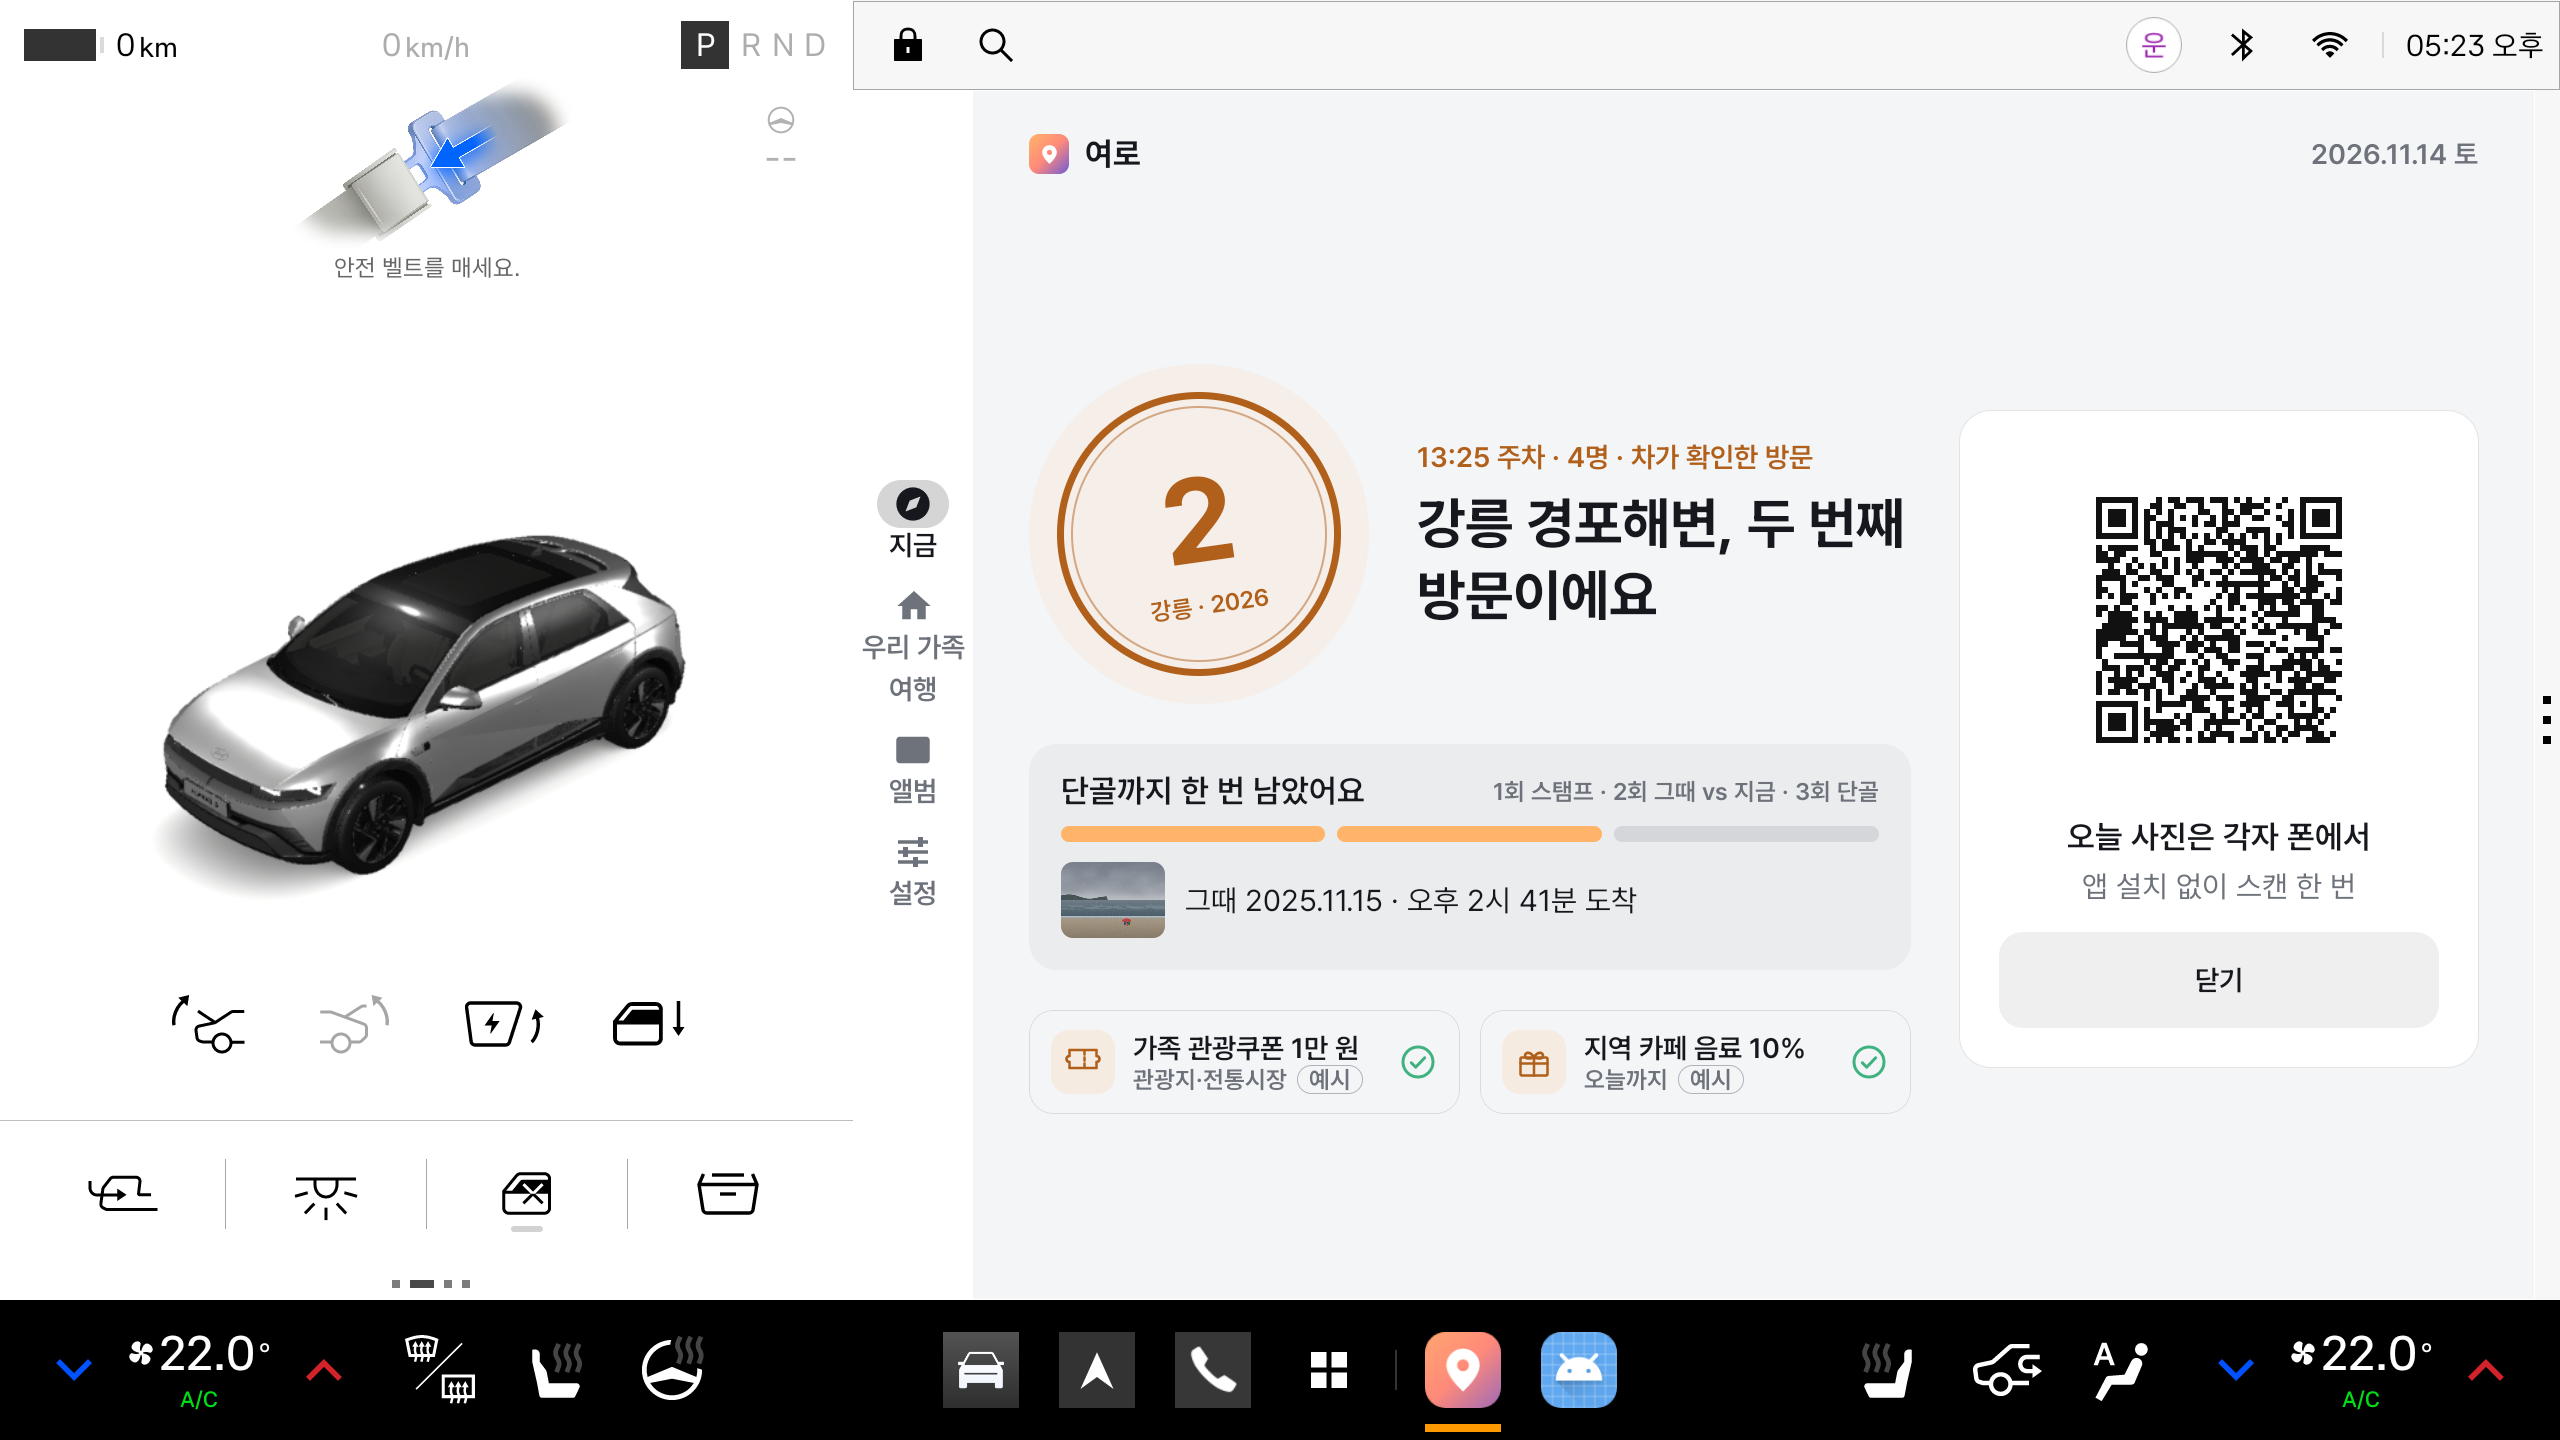 0 km
0 km/h
P R N D
안전 벨트를 매세요.
운
05:23 오후
여로
2026.11.14 토
지금
우리 가족
여행
앨범
설정
2
강릉 · 2026
13:25 주차 · 4명 · 차가 확인한 방문
강릉 경포해변, 두 번째
방문이에요
단골까지 한 번 남았어요
1회 스탬프 · 2회 그때 vs 지금 · 3회 단골
그때 2025.11.15 · 오후 2시 41분 도착
가족 관광쿠폰 1만 원
관광지·전통시장 예시
지역 카페 음료 10%
오늘까지 예시
오늘 사진은 각자 폰에서
앱 설치 없이 스캔 한 번
닫기
22.0°
A/C
A
22.0°
A/C